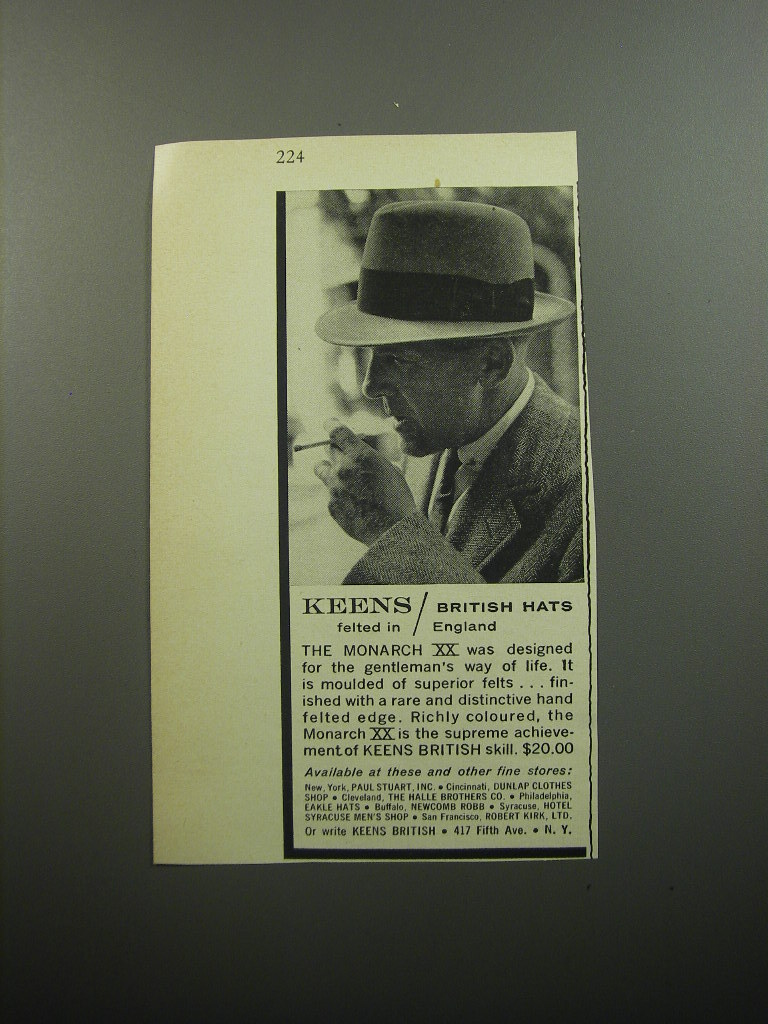 224
KEENS / BRITISH HATS
felted in / England
THE MONARCH XX was designed
for the gentleman's way of life. It
is moulded of superior felts . . . fin-
ished with a rare and distinctive hand
felted edge. Richly coloured, the
Monarch XX is the supreme achieve-
ment of KEENS BRITISH skill. $20.00
Available at these and other fine stores:
New, York, PAUL STUART, INC. • Cincinnati, DUNLAP CLOTHES
SHOP • Cleveland, THE HALLE BROTHERS CO. • Philadelphia,
EAKLE HATS • Buffalo, NEWCOMB ROBB • Syracuse, HOTEL
SYRACUSE MEN'S SHOP • San Francisco, ROBERT KIRK, LTD.
Or write KEENS BRITISH • 417 Fifth Ave. • N. Y.